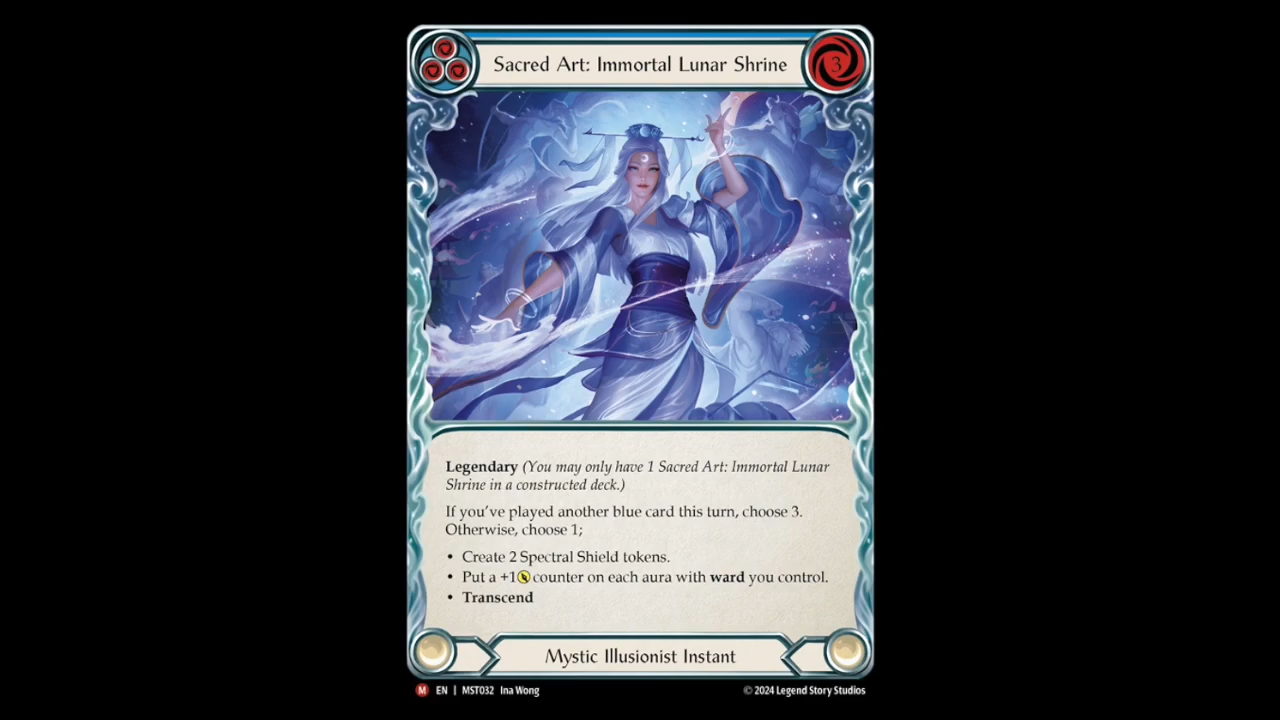 Sacred Art: Immortal Lunar Shrine
3
Legendary (You may only have 1 Sacred Art: Immortal Lunar
Shrine in a constructed deck.)
If you've played another blue card this turn, choose 3.
Otherwise, choose 1;
• Create 2 Spectral Shield tokens.
• Put a +1 counter on each aura with ward you control.
• Transcend
Mystic Illusionist Instant
M EN | MST032 Ina Wong
© 2024 Legend Story Studios